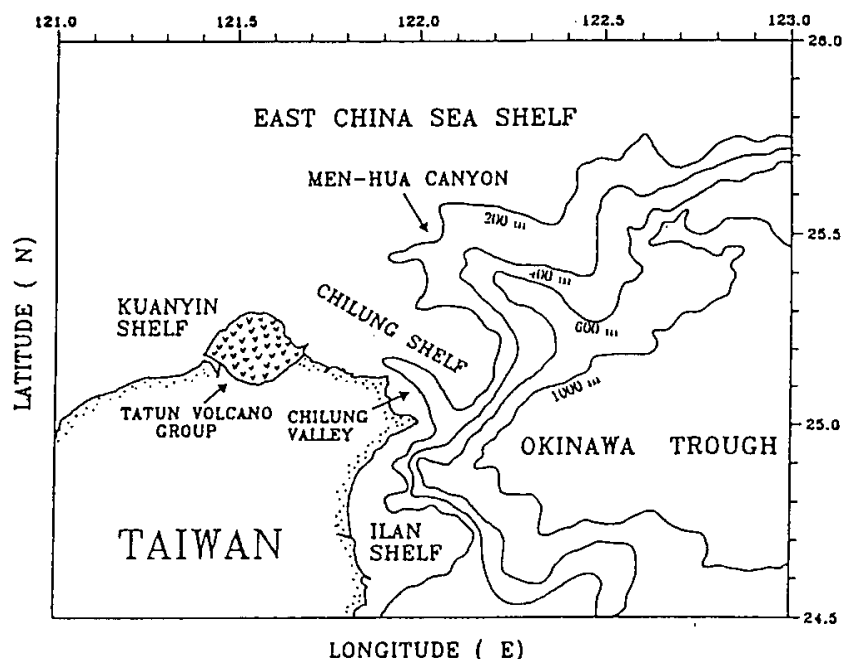 121.0 121.5 122.0 122.5 123.0
26.0
EAST CHINA SEA SHELF
MEN-HUA CANYON
200 m
25.5
400 m
KUANYIN
SHELF
CHILUNG SHELF
600 m
1000 m
TATUN VOLCANO
GROUP
CHILUNG
VALLEY
25.0
OKINAWA TROUGH
TAIWAN
ILAN
SHELF
24.5
LATITUDE ( N)
LONGITUDE ( E)